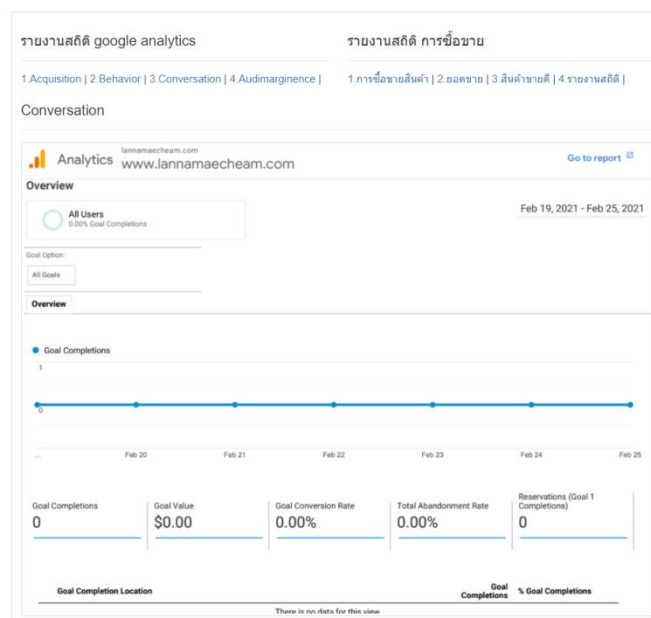 รายงานสถิติ google analytics
รายงานสถิติ การซื้อขาย
1.Acquisition | 2.Behavior | 3.Conversation | 4.Audimarginence |
1.การซื้อขายสินค้า | 2.ยอดขาย | 3.สินค้าขายดี | 4.รายงานสถิติ |
Conversation
Analytics
lannamaecheam.com
www.lannamaecheam.com
Go to report
Overview
All Users
0.00% Goal Completions
Feb 19, 2021 - Feb 25, 2021
Goal Option:
All Goals
Overview
Goal Completions
1
0
... Feb 20 Feb 21 Feb 22 Feb 23 Feb 24 Feb 25
Goal Completions
0
Goal Value
$0.00
Goal Conversion Rate
0.00%
Total Abandonment Rate
0.00%
Reservations (Goal 1
Completions)
0
Goal Completion Location
Goal
Completions
% Goal Completions
There is no data for this view